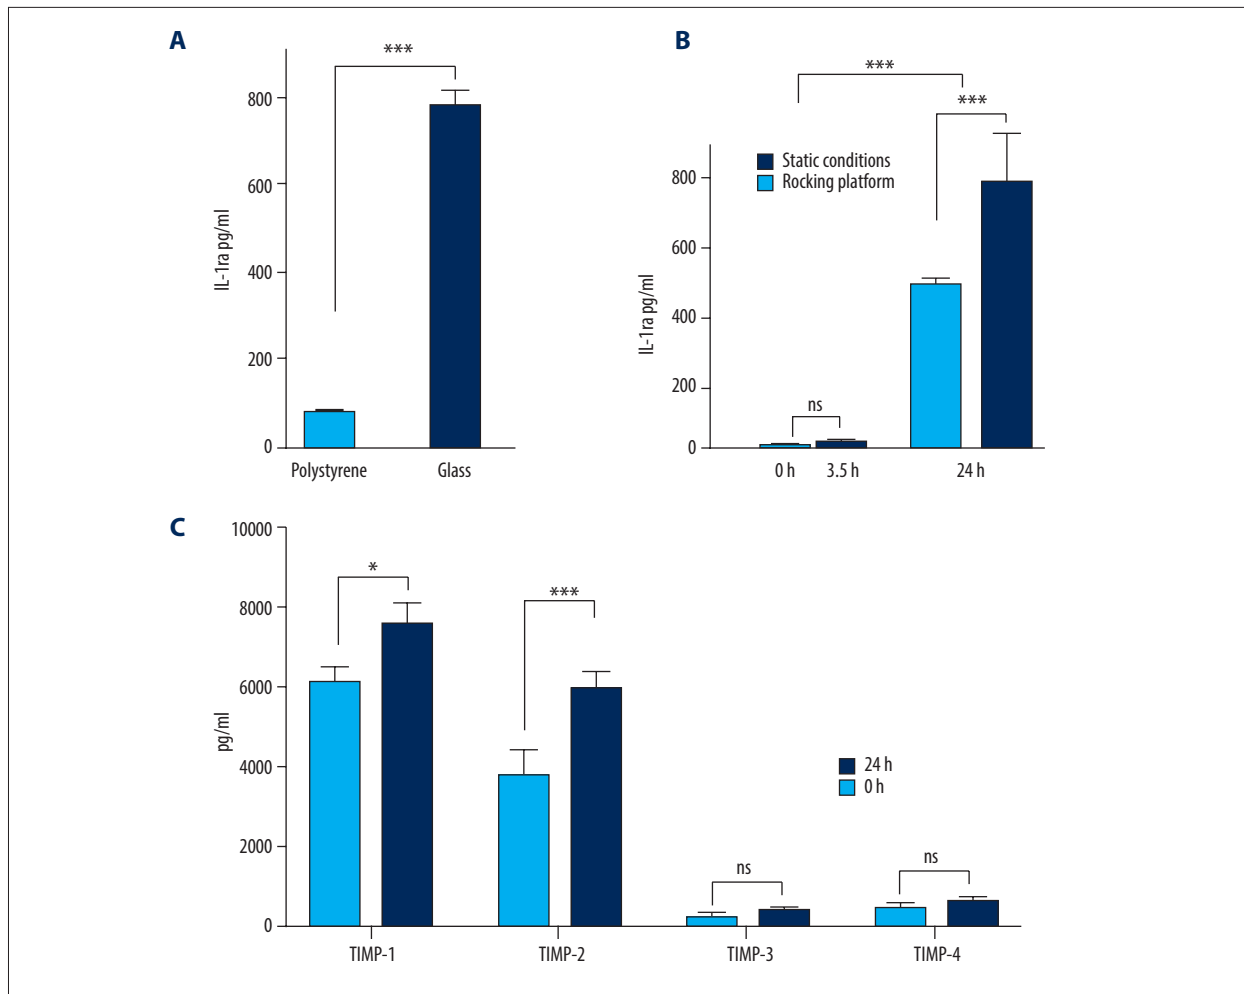 A
***
800
600
400
200
0
IL-1ra pg/ml
Polystyrene
Glass
B
***
***
Static conditions
Rocking platform
800
600
400
200
0
IL-1ra pg/ml
ns
0 h
3.5 h
24 h
C
10000
8000
6000
4000
2000
0
pg/ml
*
***
ns
ns
24 h
0 h
TIMP-1
TIMP-2
TIMP-3
TIMP-4